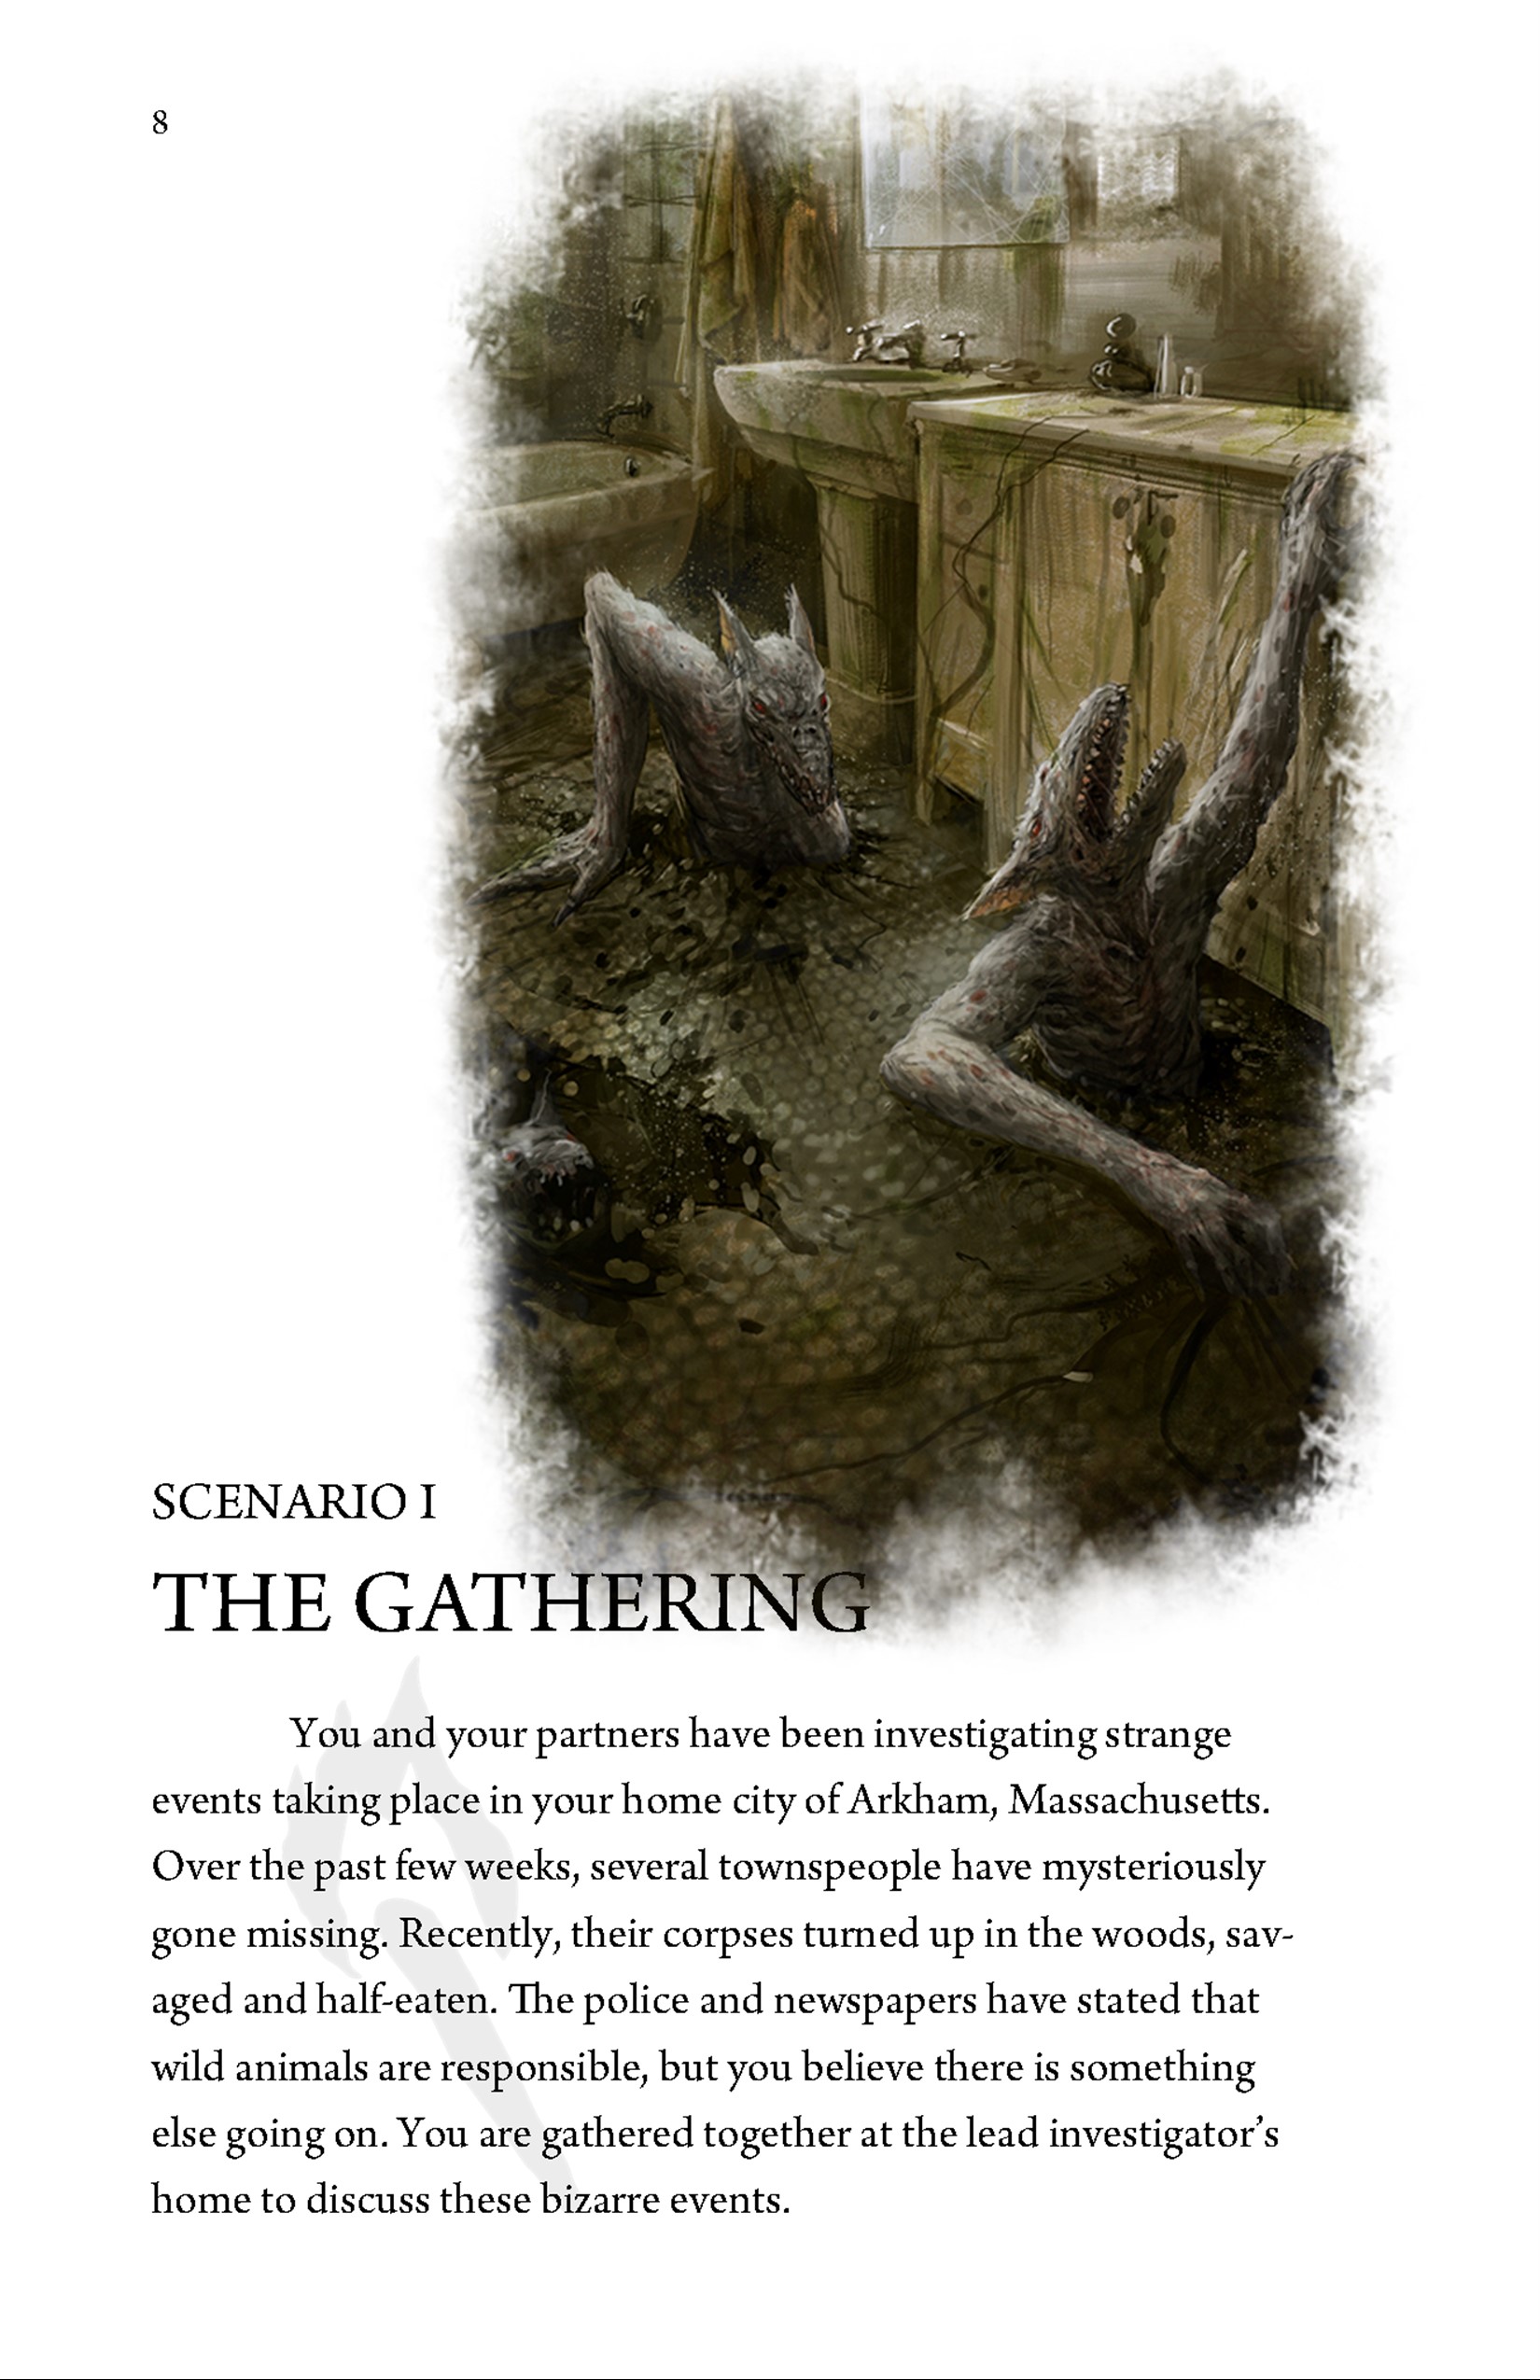 8
SCENARIO I
THE GATHERING
You and your partners have been investigating strange
events taking place in your home city of Arkham, Massachusetts.
Over the past few weeks, several townspeople have mysteriously
gone missing. Recently, their corpses turned up in the woods, sav-
aged and half-eaten. The police and newspapers have stated that
wild animals are responsible, but you believe there is something
else going on. You are gathered together at the lead investigator’s
home to discuss these bizarre events.